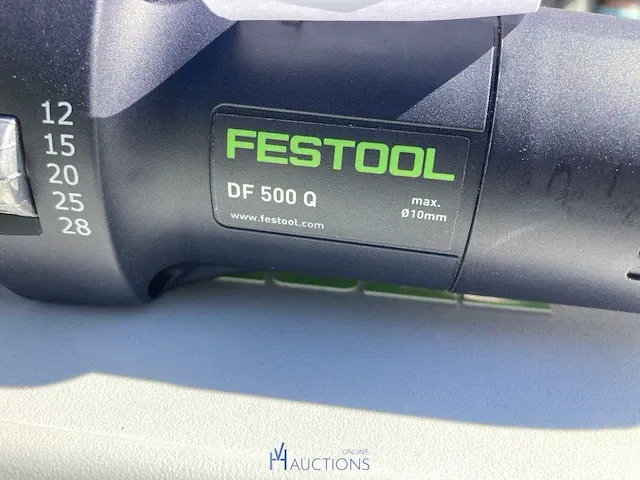 12
15
20
25
28
FESTOOL
DF 500 Q
max.
ø10mm
www.festool.com
ONLINE
AUCTIONS